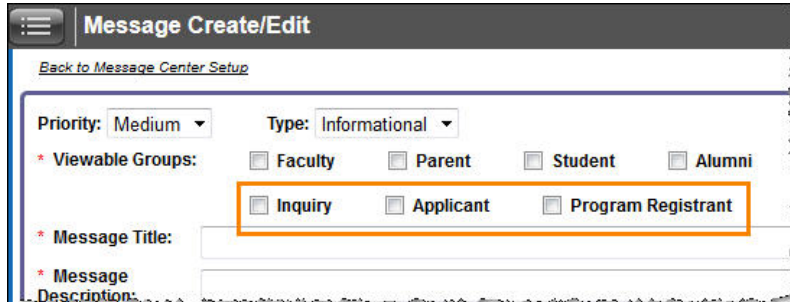 Message Create/Edit
Back to Message Center Setup
Priority: Medium Type: Informational
* Viewable Groups: Faculty Parent Student Alumni
Inquiry Applicant Program Registrant
* Message Title:
* Message
Description: